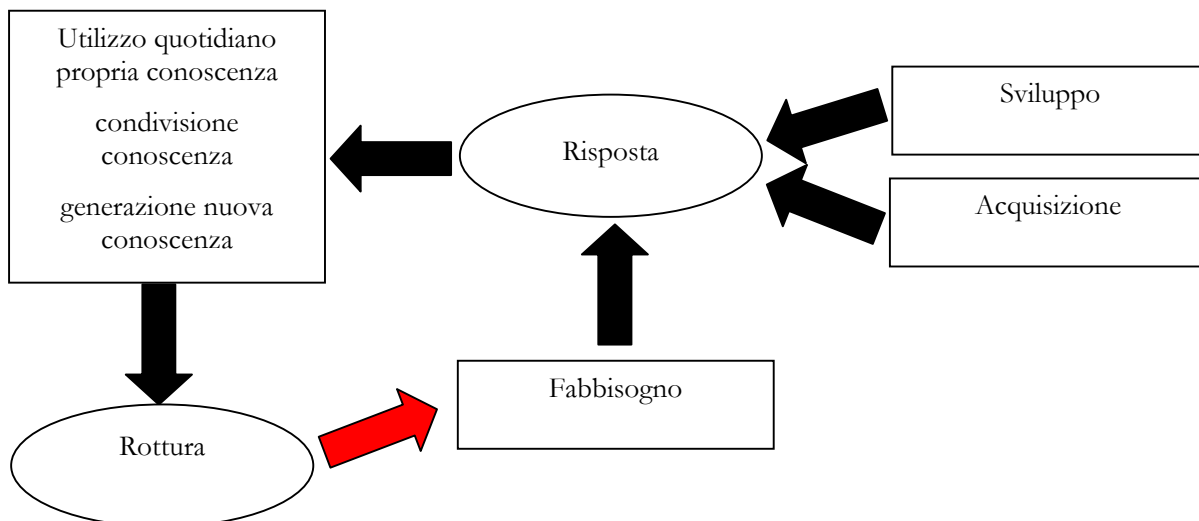 Utilizzo quotidiano
propria conoscenza
condivisione
conoscenza
generazione nuova
conoscenza
Risposta
Sviluppo
Acquisizione
Fabbisogno
Rottura